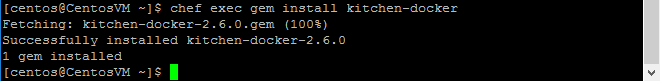 [centos@CentosVM ~]$ chef exec gem install kitchen-docker
Fetching: kitchen-docker-2.6.0.gem (100%)
Successfully installed kitchen-docker-2.6.0
1 gem installed
[centos@CentosVM ~]$